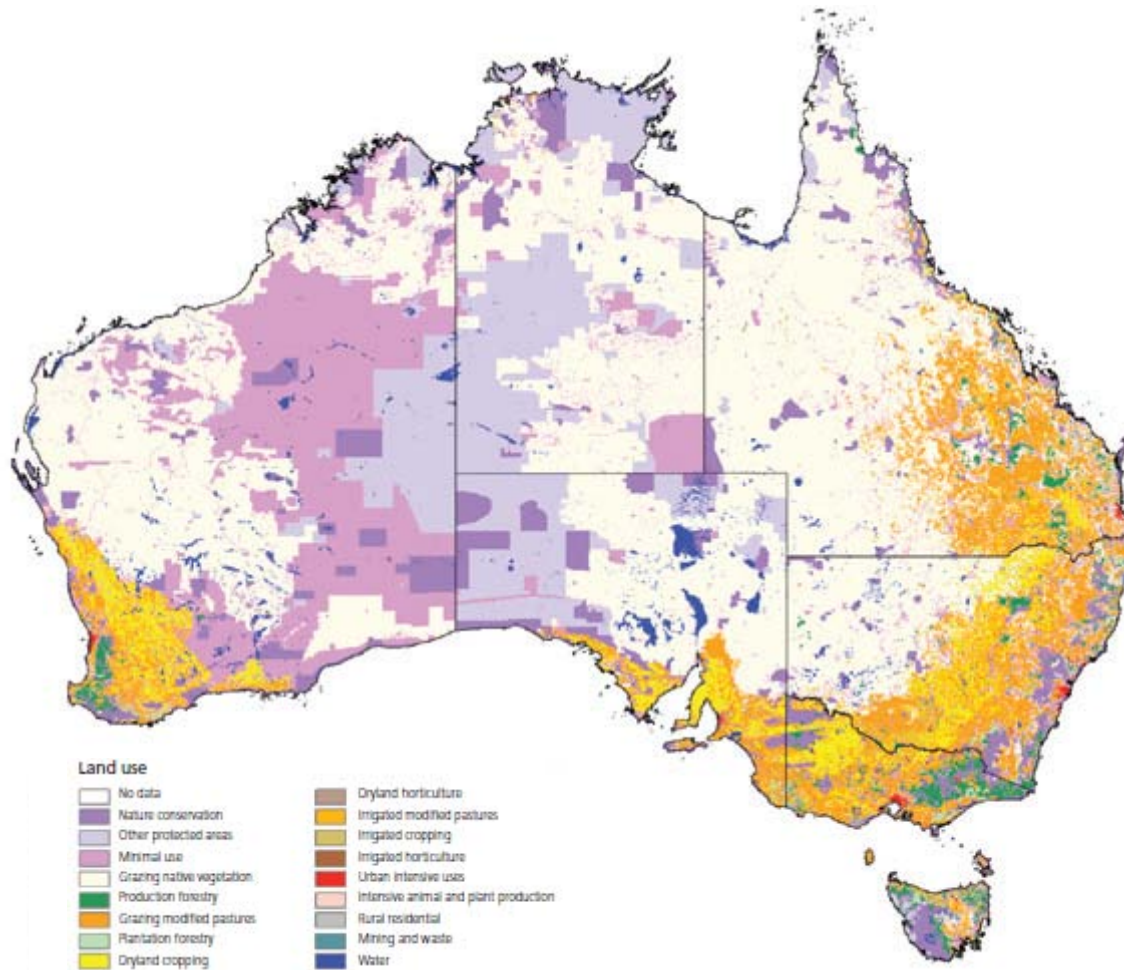 Land use
No data
Nature conservation
Other protected areas
Minimal use
Grazing native vegetation
Production forestry
Grazing modified pastures
Plantation forestry
Dryland cropping
Dryland horticulture
Irrigated modified pastures
Irrigated cropping
Irrigated horticulture
Urban intensive uses
Intensive animal and plant production
Rural residential
Mining and waste
Water